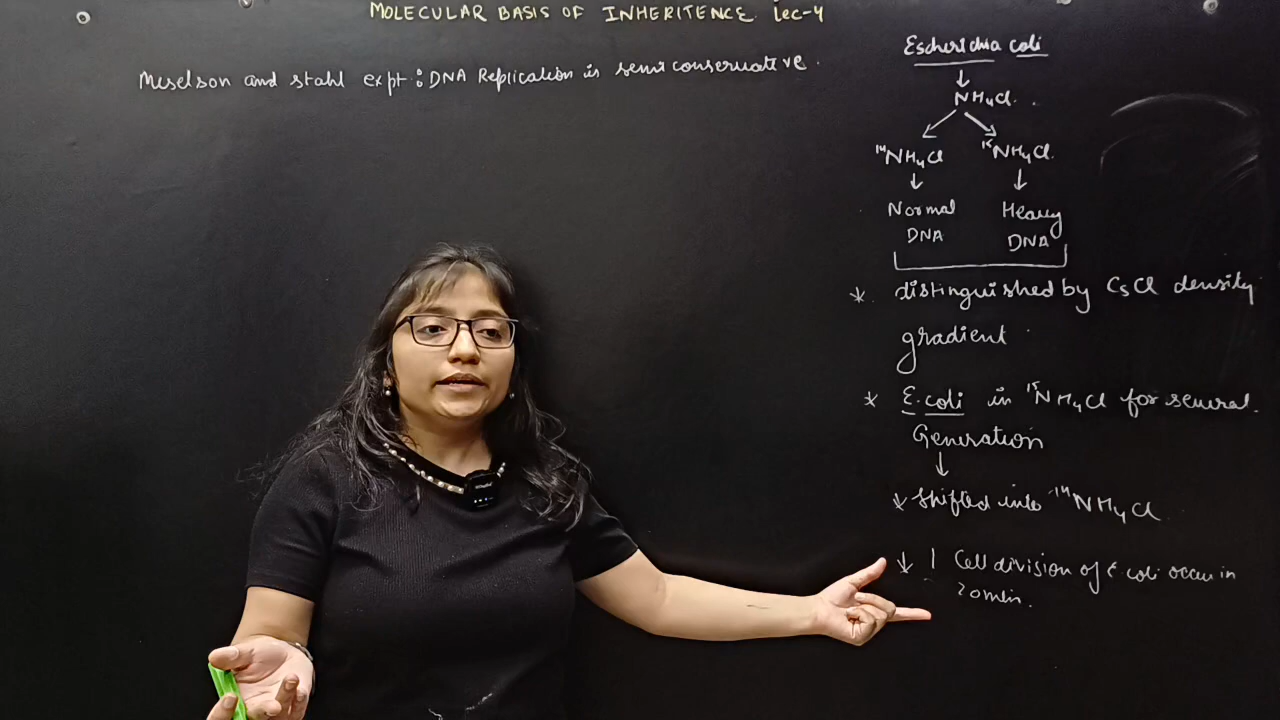 MOLECULAR BASIS OF INHERITENCE lec-4
Meselson and stahl expt: DNA Replication is semiconservative.
Escherichia coli
↓
NH₄Cl.
¹⁴NH₄Cl ¹⁵NH₄Cl.
↓ ↓
Normal Heavy
DNA DNA
* distinguished by CsCl density
gradient
* E. coli in ¹⁵NH₄Cl for several
Generation
↓
* Shifted into ¹⁴NH₄Cl
↓ 1 Cell division of E coli occur in
20min.